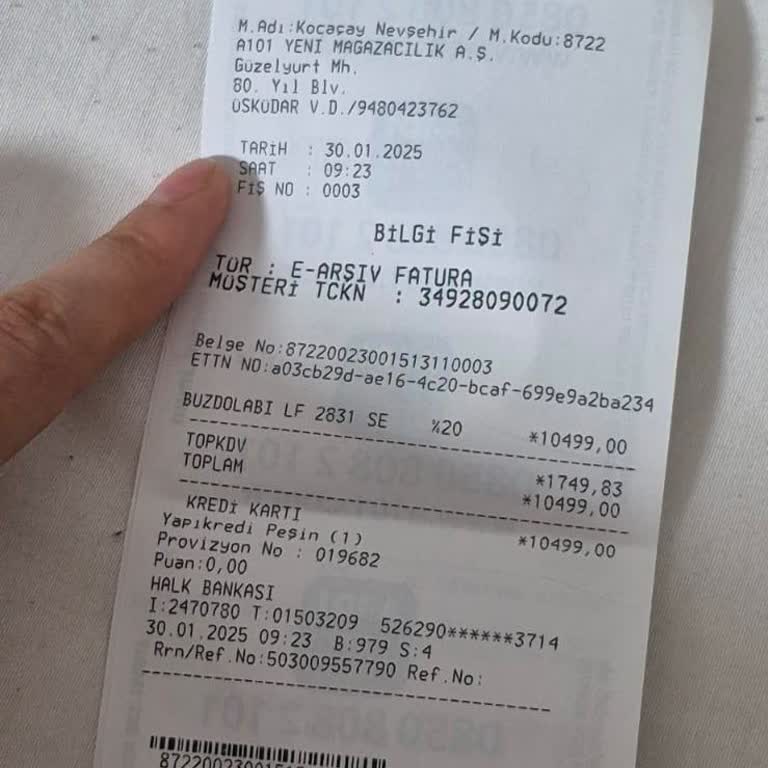 M.Adı:Kocaçay Nevşehir / M.Kodu:8722
A101 YENİ MAGAZACILIK A.Ş.
Güzelyurt Mh.
80. Yıl Blv.
ÜSKÜDAR V.D./9480423762
TARİH : 30.01.2025
SAAT : 09:23
FİŞ NO : 0003
BİLGİ FİŞİ
TÜR : E-ARŞİV FATURA
MÜŞTERİ TCKN : 34928090072
Belge No:87220023001513110003
ETTN NO:a03cb29d-ae16-4c20-bcaf-699e9a2ba234
BUZDOLABI LF 2831 SE %20 *10499,00
TOPKDV *1749,83
TOPLAM *10499,00
KREDİ KARTI *10499,00
Yapıkredi Peşin (1)
Provizyon No : 019682
Puan:0,00
HALK BANKASI
I:2470780 T:01503209 526290******3714
30.01.2025 09:23 B:979 S:4
Rrn/Ref.No:503009557790 Ref.No: